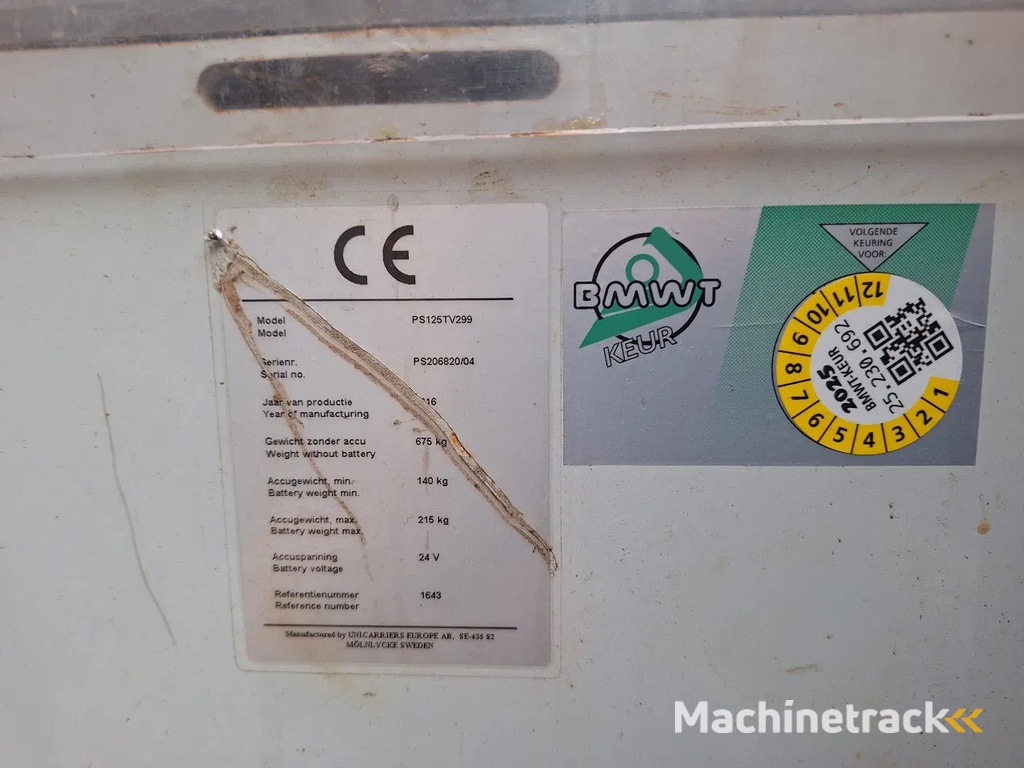 CE
Model PS125TV299
Model
Serienr. PS206820/04
Serial no.
Jaar van productie 16
Year of manufacturing
Gewicht zonder accu 675 kg
Weight without battery
Accugewicht, min. 140 kg
Battery weight min.
Accugewicht, max. 215 kg
Battery weight max.
Accuspanning 24 V
Battery voltage
Referentienummer 1643
Reference number
Manufactured by UNICARRIERS EUROPE AB, SE-435 82
MÖLNLYCKE SWEDEN
BMWT
KEUR
VOLGENDE
KEURING
VOOR:
1 2 3 4 5 6 7 8 9 10 11 12
2025
BMWT-KEUR
25.230.692
Machinetrack